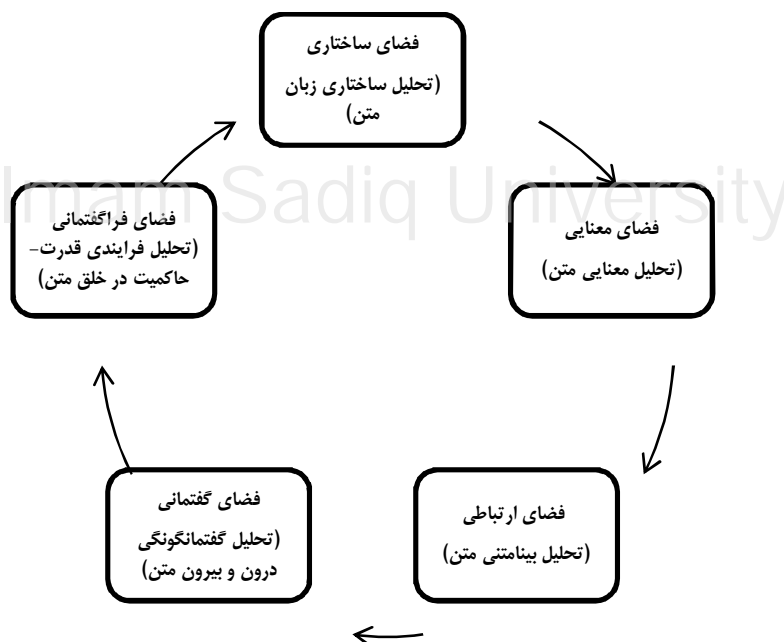 فضای ساختاری
(تحلیل ساختاری زبان
متن)
Imam Sadiq University
فضای معنایی
(تحلیل معنایی متن)
فضای ارتباطی
(تحلیل بینامتنی متن)
فضای گفتمانی
(تحلیل گفتمانگونگی
درون و بیرون متن)
فضای فراگفتمانی
(تحلیل فرایندی قدرت-
حاکمیت در خلق متن)